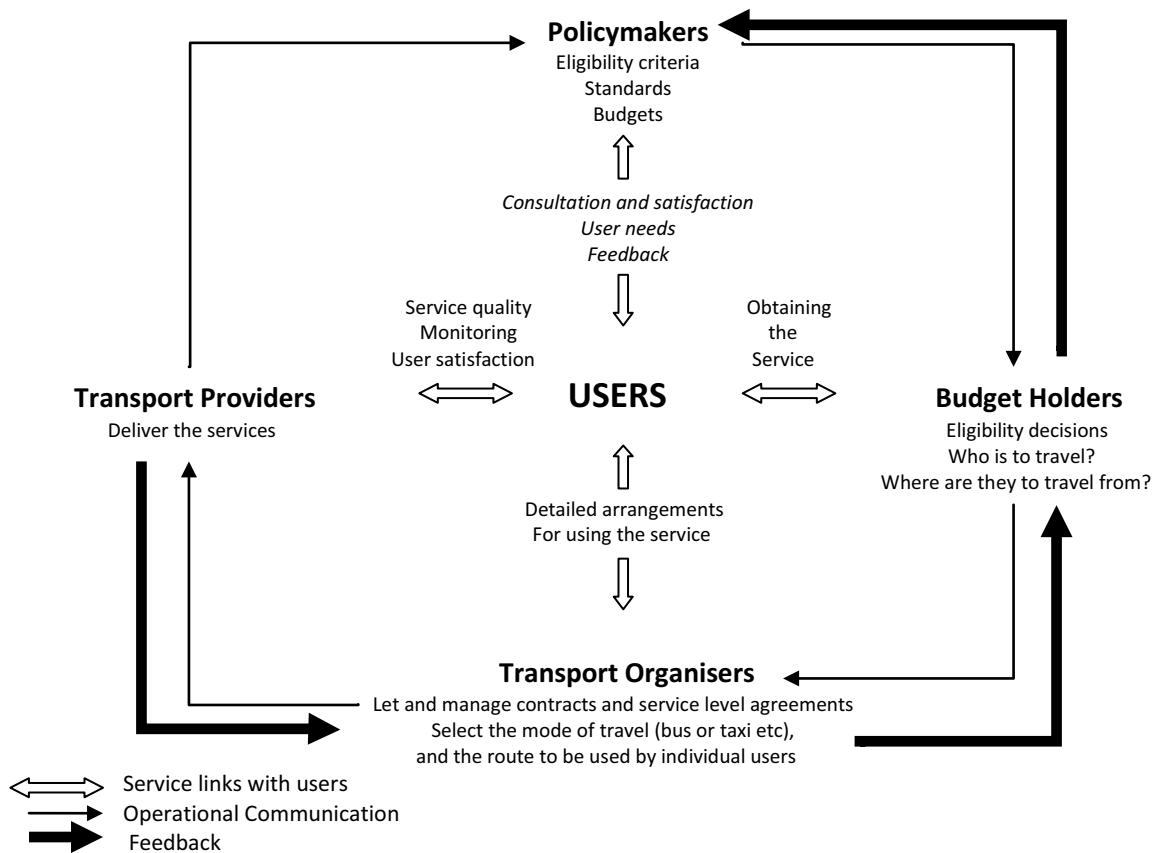 Policymakers
Eligibility criteria
Standards
Budgets
Consultation and satisfaction
User needs
Feedback
Service quality
Monitoring
User satisfaction
Obtaining
the
Service
Transport Providers
Deliver the services
USERS
Budget Holders
Eligibility decisions
Who is to travel?
Where are they to travel from?
Detailed arrangements
For using the service
Transport Organisers
Let and manage contracts and service level agreements
Select the mode of travel (bus or taxi etc),
and the route to be used by individual users
Service links with users
Operational Communication
Feedback